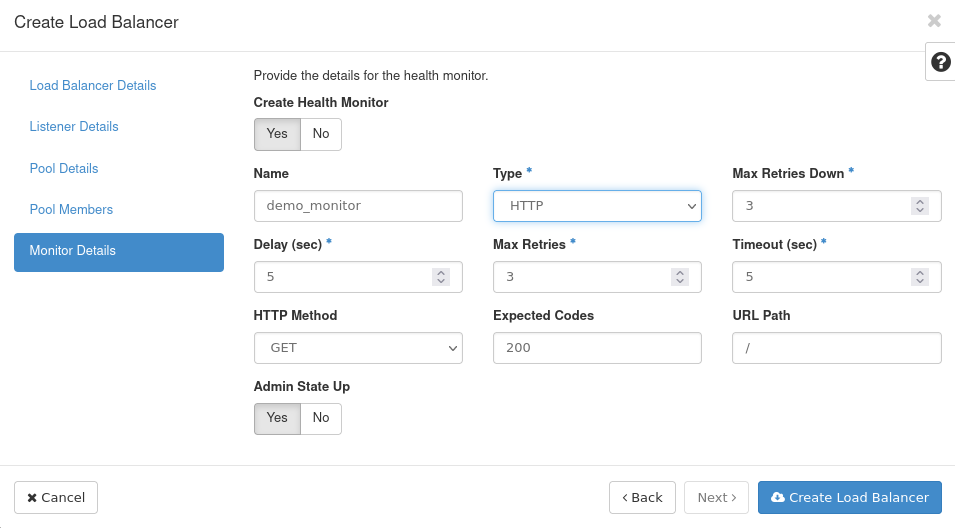 Create Load Balancer
Load Balancer Details
Listener Details
Pool Details
Pool Members
Monitor Details
Provide the details for the health monitor.
Create Health Monitor
Yes No
Name Type * Max Retries Down *
demo_monitor HTTP 3
Delay (sec) * Max Retries * Timeout (sec) *
5 3 5
HTTP Method Expected Codes URL Path
GET 200 /
Admin State Up
Yes No
✖ Cancel ‹ Back Next › Create Load Balancer